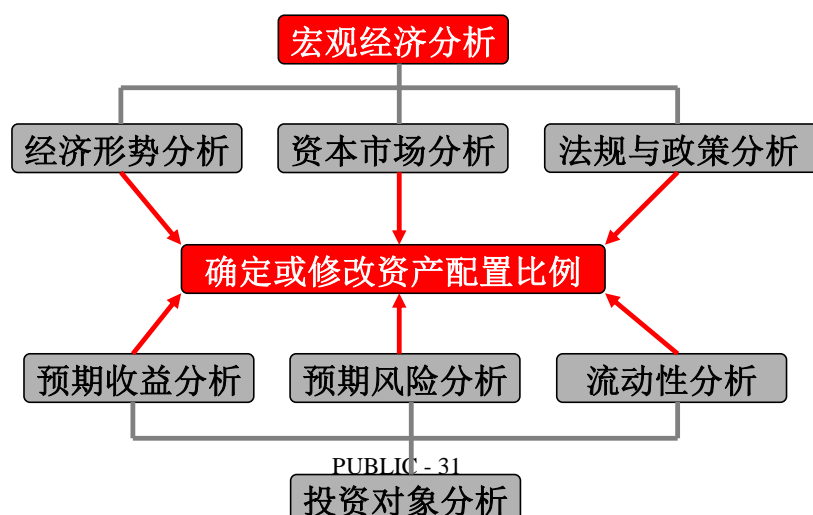 宏观经济分析
经济形势分析
资本市场分析
法规与政策分析
确定或修改资产配置比例
预期收益分析
预期风险分析
流动性分析
PUBLIC - 31
投资对象分析